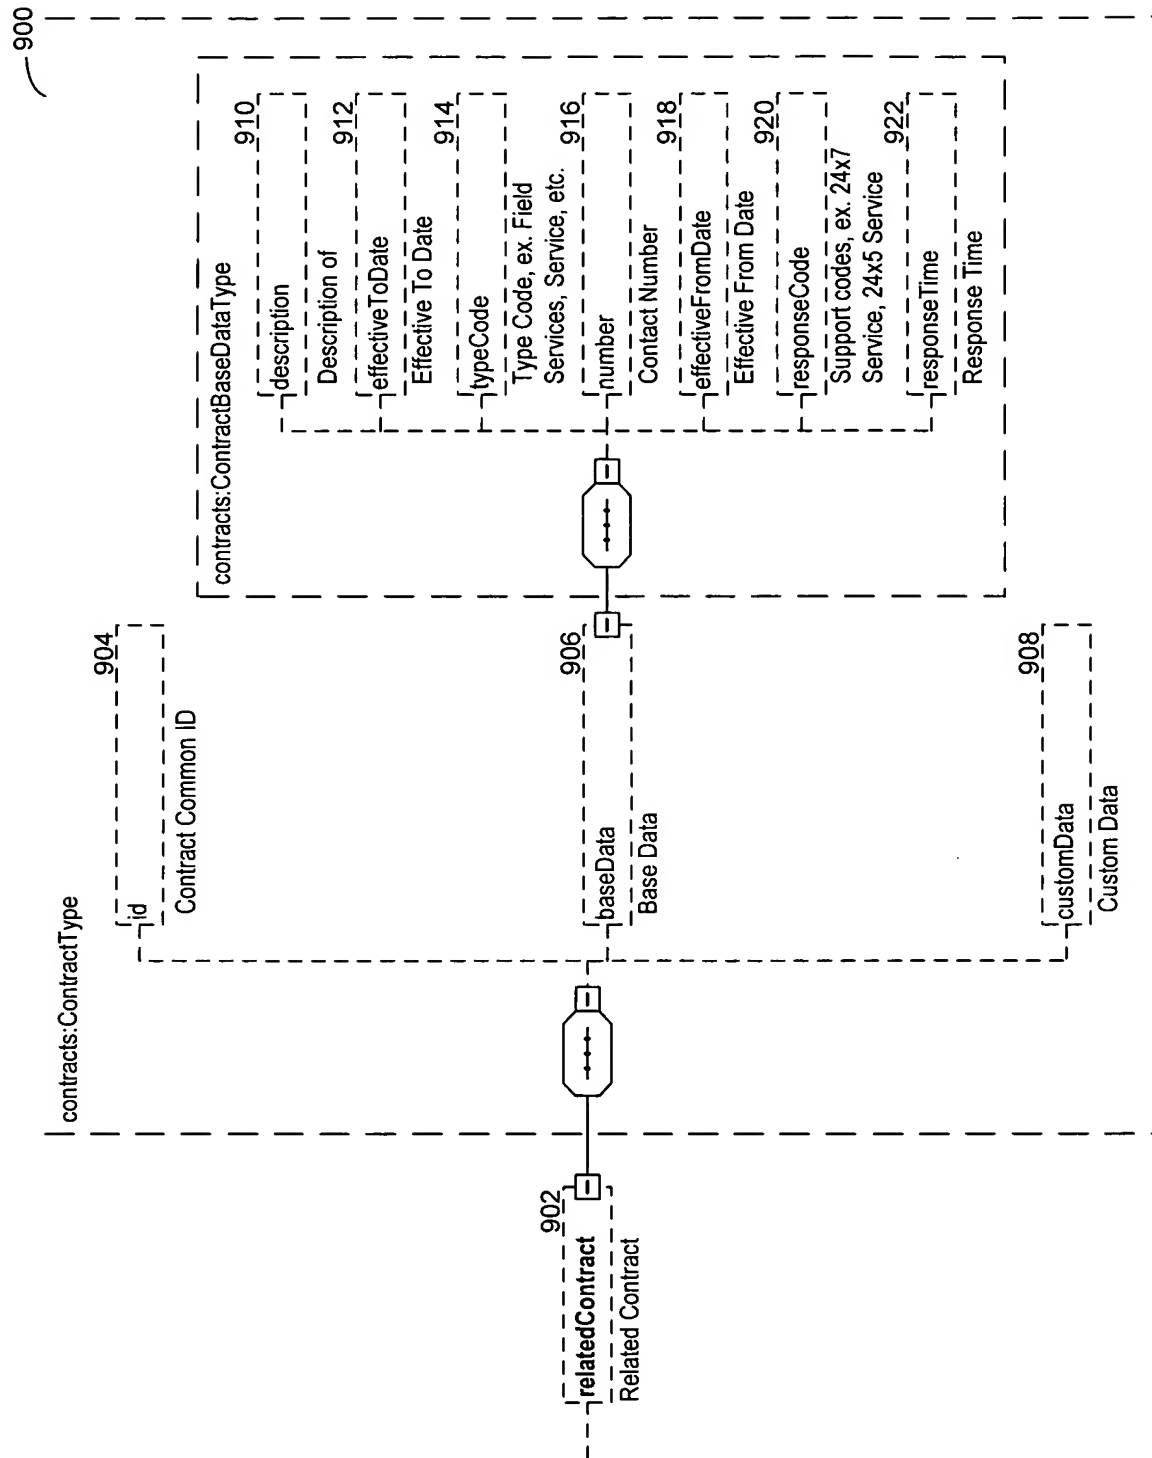 900
contracts:ContractType
904
id
Contract Common ID
902
relatedContract
Related Contract
906
baseData
Base Data
908
customData
Custom Data
contracts:ContractBaseDataType
910
description
Description of
912
effectiveToDate
Effective To Date
914
typeCode
Type Code, ex. Field
Services, Service, etc.
916
number
Contact Number
918
effectiveFromDate
Effective From Date
920
responseCode
Support codes, ex. 24x7
Service, 24x5 Service
922
responseTime
Response Time